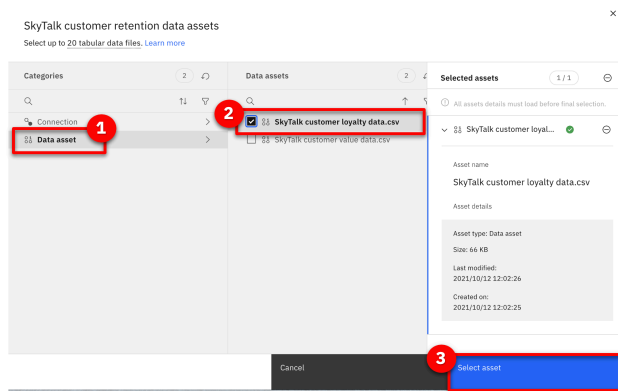 SkyTalk customer retention data assets
Select up to 20 tabular data files. Learn more
Categories
2
Connection
Data asset
1
Data assets
2
2
SkyTalk customer loyalty data.csv
SkyTalk customer value data.csv
Selected assets
1 / 1
All assets details must load before final selection.
SkyTalk customer loyal...
Asset name
SkyTalk customer loyalty data.csv
Asset details
Asset type: Data asset
Size: 66 KB
Last modified:
2021/10/12 12:02:26
Created on:
2021/10/12 12:02:25
Cancel
3
Select asset